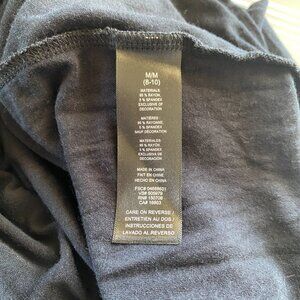 M/M
(8-10)
MATERIALS:
95 % RAYON,
5 % SPANDEX
EXCLUSIVE OF
DECORATION
MATIÈRES:
95 % RAYONNE,
5 % SPANDEX
SAUF DÉCORATION
MATERIALES:
95 % RAYÓN,
5 % SPANDEX
EXCLUSIVA DE
DECORACIÓN
MADE IN CHINA
FAIT EN CHINE
HECHO EN CHINA
CARE ON REVERSE /
ENTRETIEN AU DOS /
INSTRUCCIONES DE
LAVADO AL REVERSO